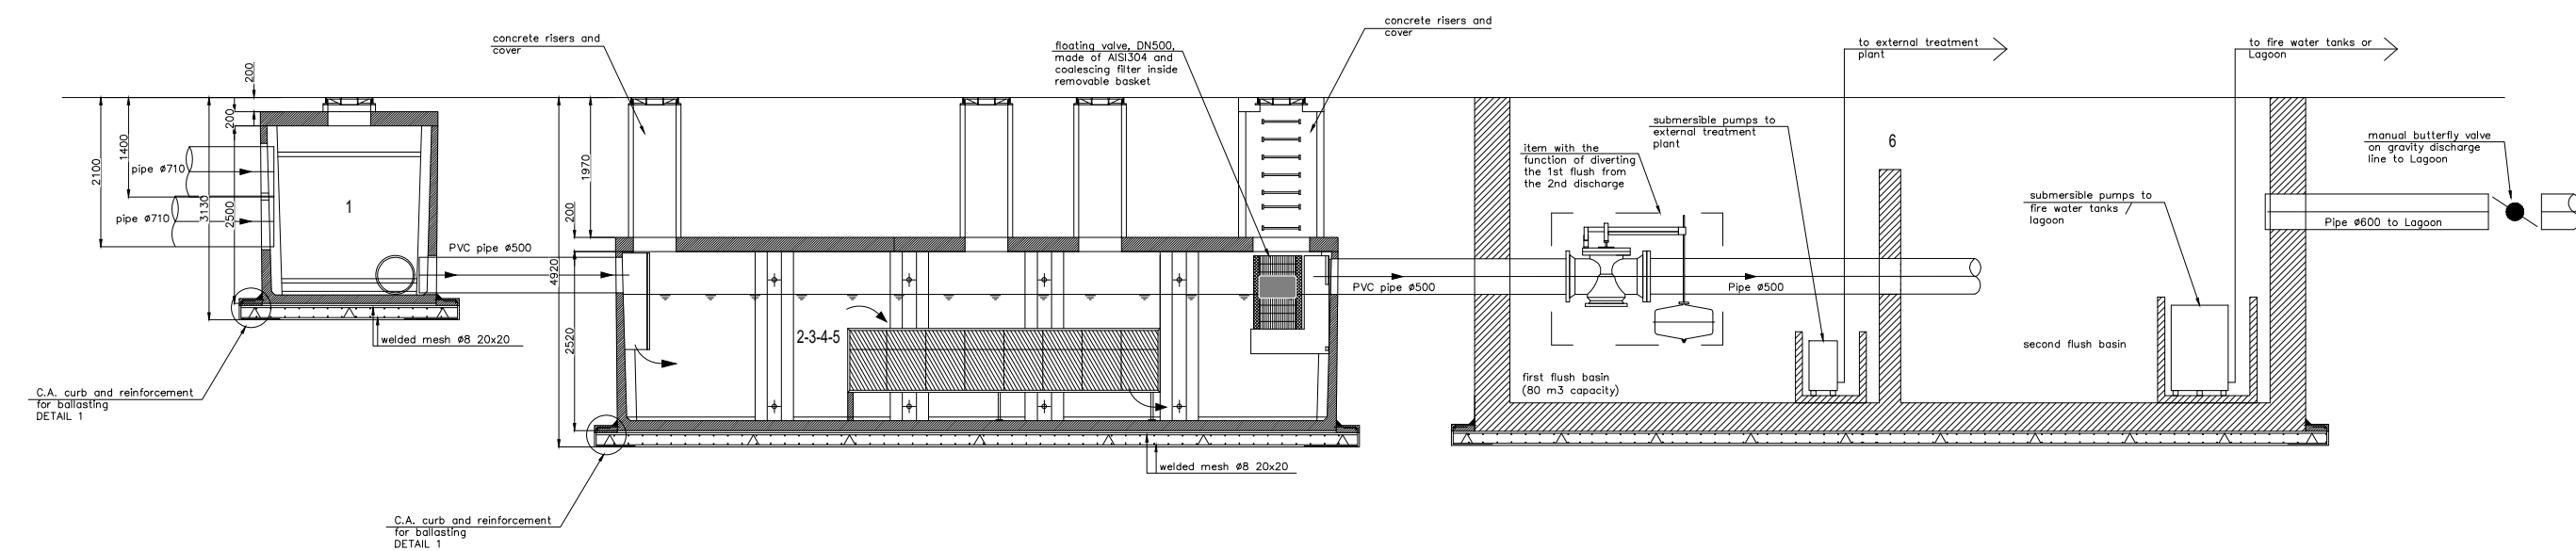 concrete risers and
cover
floating valve, DN500,
made of AISI304 and
coalescing filter inside
removable basket
concrete risers and
cover
to external treatment
plant
to fire water tanks or
Lagoon
200
200
2100
1400
3130
2500
pipe ø710
pipe ø710
1
PVC pipe ø500
4920
1970
200
2520
2-3-4-5
PVC pipe ø500
item with the
function of diverting
the 1st flush from
the 2nd discharge
submersible pumps to
external treatment
plant
6
Pipe ø500
submersible pumps to
fire water tanks /
lagoon
manual butterfly valve
on gravity discharge
line to Lagoon
Pipe ø600 to Lagoon
second flush basin
first flush basin
(80 m3 capacity)
welded mesh ø8 20x20
C.A. curb and reinforcement
for ballasting
DETAIL 1
welded mesh ø8 20x20
C.A. curb and reinforcement
for ballasting
DETAIL 1